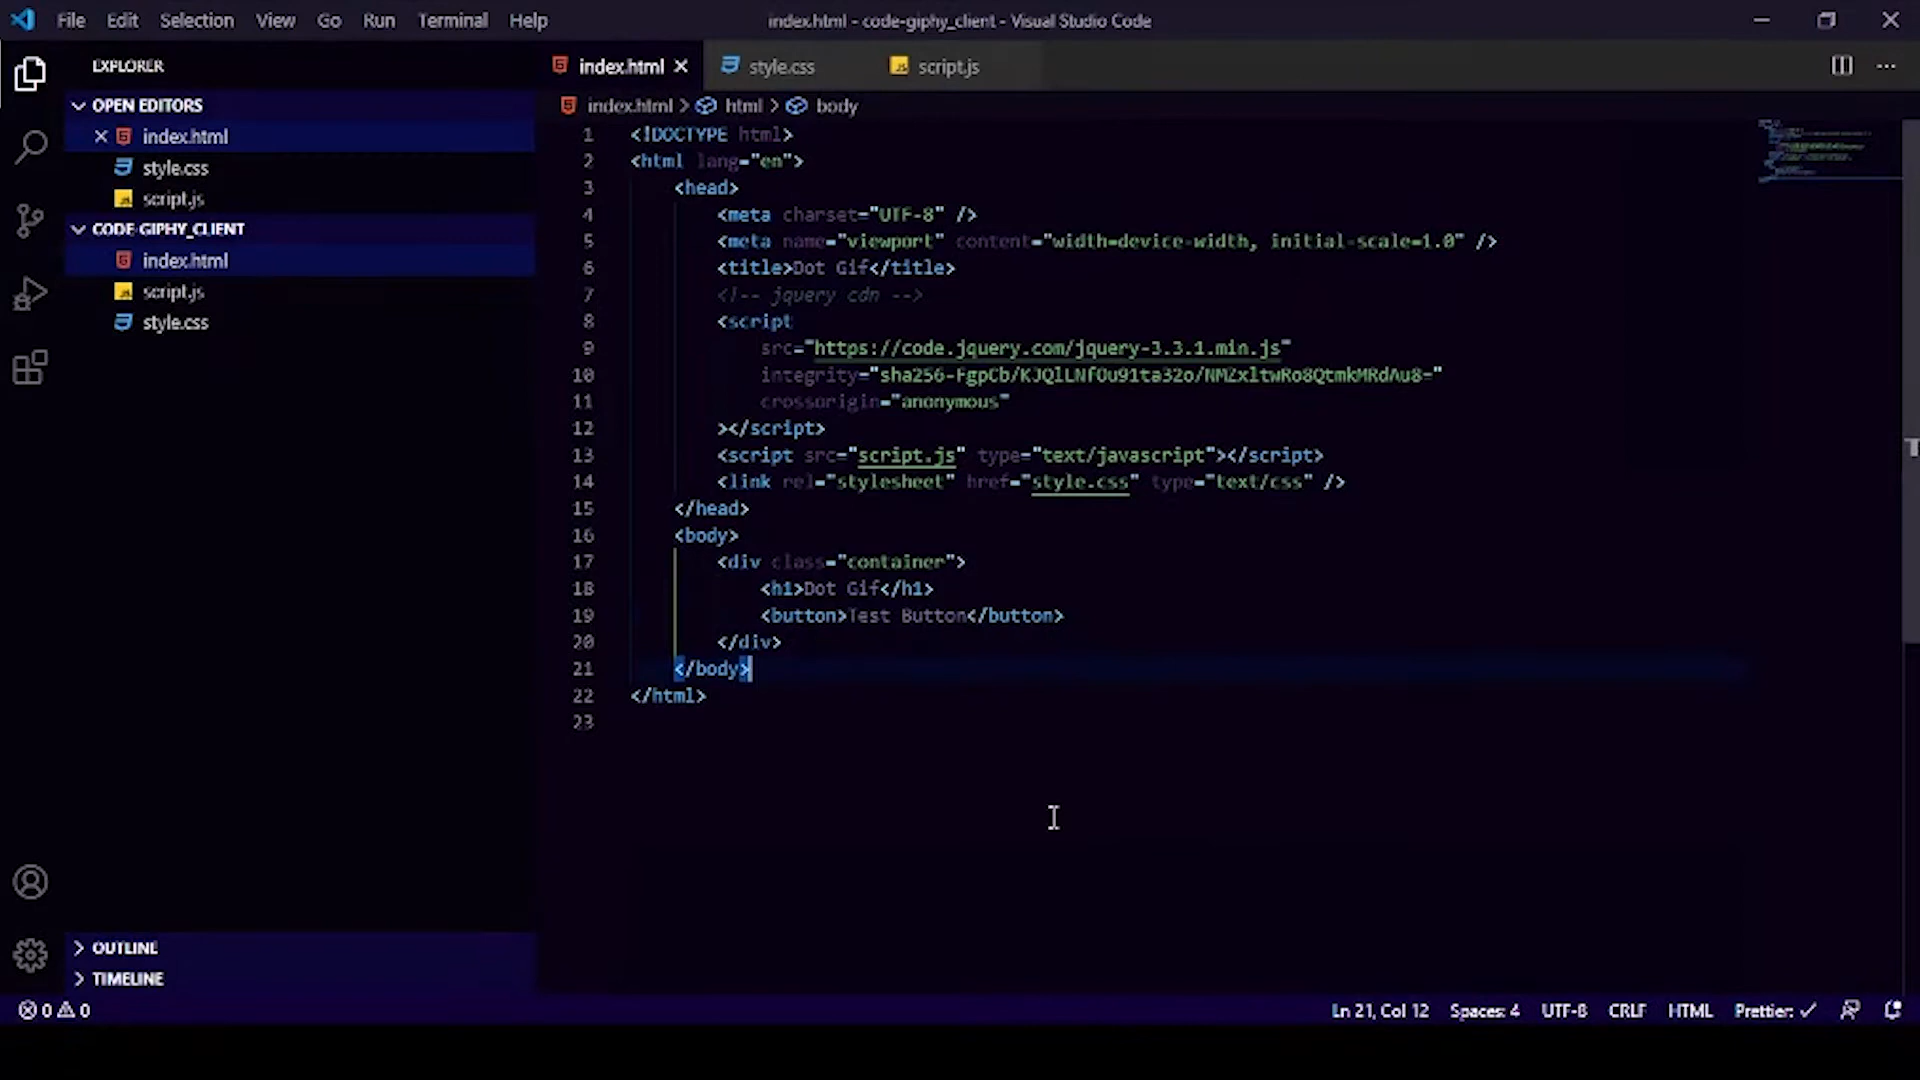 File Edit Selection View Go Run Terminal Help
index.html - code-giphy_client - Visual Studio Code
EXPLORER
OPEN EDITORS
index.html
style.css
script.js
CODE-GIPHY_CLIENT
index.html
script.js
style.css
OUTLINE
TIMELINE
index.html style.css script.js
index.html > html > body
1 <!DOCTYPE html>
2 <html lang="en">
3 <head>
4 <meta charset="UTF-8" />
5 <meta name="viewport" content="width=device-width, initial-scale=1.0" />
6 <title>Dot Gif</title>
7 <!-- jquery cdn -->
8 <script
9 src="https://code.jquery.com/jquery-3.3.1.min.js"
10 integrity="sha256-FgpCb/KJQlLNfOu91ta32o/NMZxltwRo8QtmkMRdAu8="
11 crossorigin="anonymous"
12 ></script>
13 <script src="script.js" type="text/javascript"></script>
14 <link rel="stylesheet" href="style.css" type="text/css" />
15 </head>
16 <body>
17 <div class="container">
18 <h1>Dot Gif</h1>
19 <button>Test Button</button>
20 </div>
21 </body>
22 </html>
23
0 0
Ln 21, Col 12 Spaces: 4 UTF-8 CRLF HTML Prettier: ✓